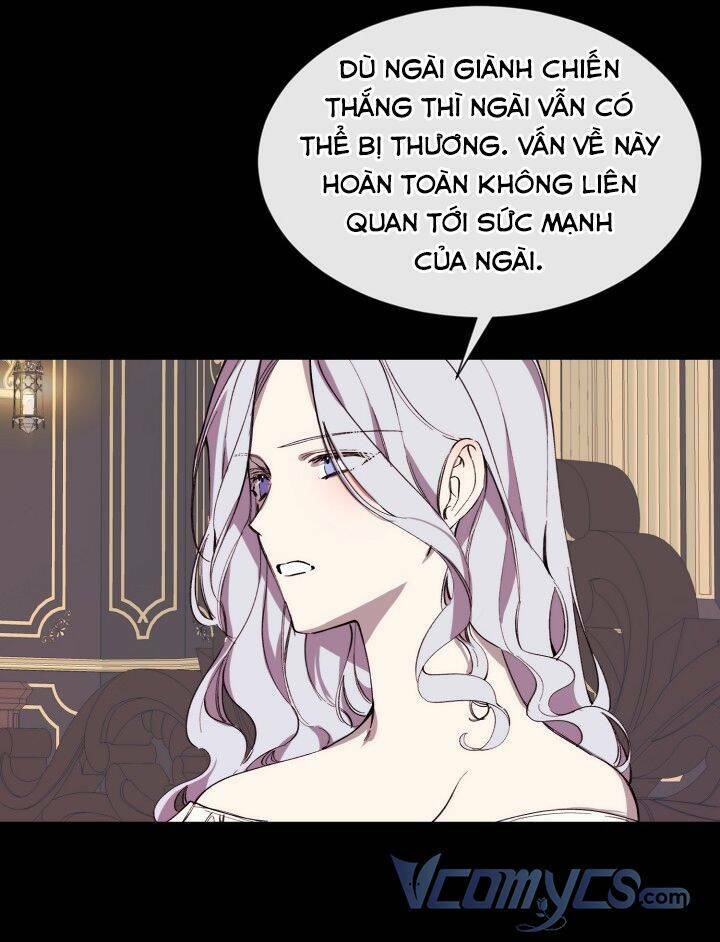 DÙ NGÀI GIÀNH CHIẾN
THẮNG THÌ NGÀI VẪN CÓ
THỂ BỊ THƯƠNG. VẤN VỀ NÀY
HOÀN TOÀN KHÔNG LIÊN
QUAN TỚI SỨC MẠNH
CỦA NGÀI.
VCOMYCS.com